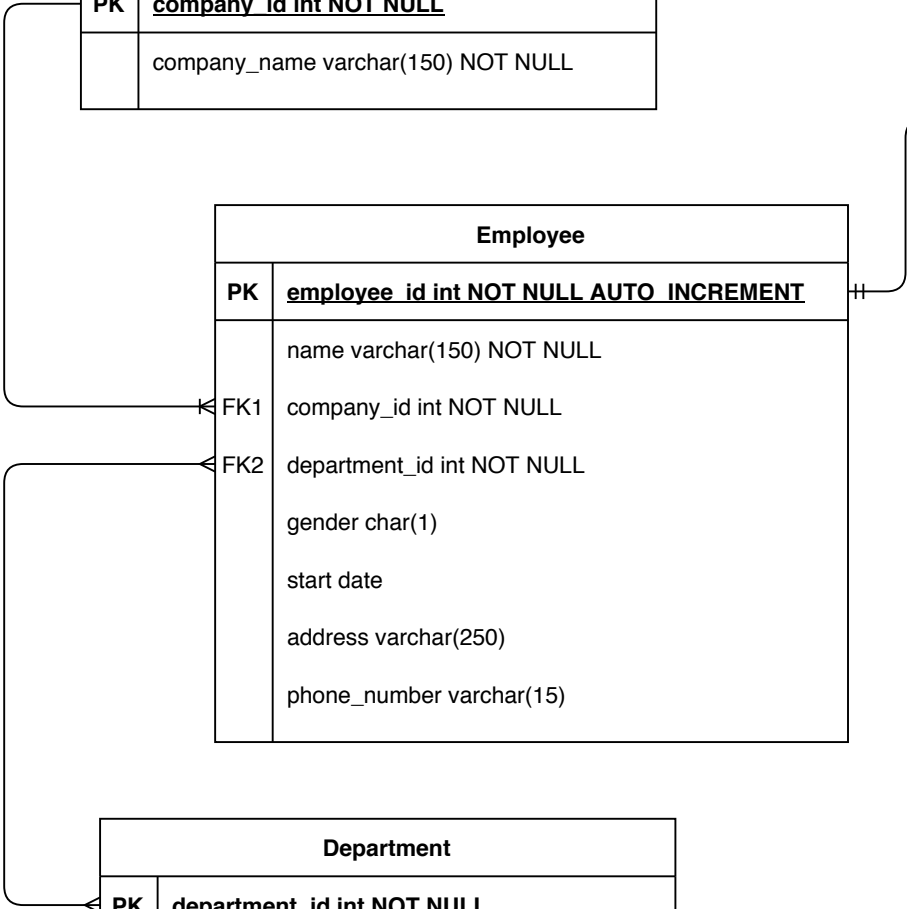 PK company_id int NOT NULL
company_name varchar(150) NOT NULL
Employee
PK employee_id int NOT NULL AUTO_INCREMENT
name varchar(150) NOT NULL
FK1 company_id int NOT NULL
FK2 department_id int NOT NULL
gender char(1)
start date
address varchar(250)
phone_number varchar(15)
Department
PK department_id int NOT NULL